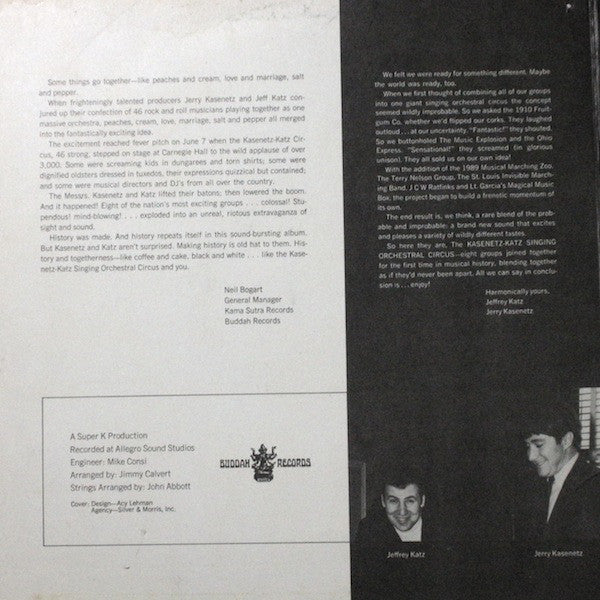 Some things go together—like peaches and cream, love and marriage, salt
and pepper.
When frighteningly talented producers Jerry Kasenetz and Jeff Katz con-
jured up their confection of 46 rock and roll musicians playing together as one
massive orchestra, peaches, cream, love, marriage, salt and pepper all merged
into the fantastically exciting idea.
The excitement reached fever pitch on June 7 when the Kasenetz-Katz Cir-
cus, 46 strong, stepped on stage at Carnegie Hall to the wild applause of over
3,000. Some were screaming kids in dungarees and torn shirts; some were
dignified oldsters dressed in tuxedos, their expressions quizzical but contained;
and some were musical directors and DJ's from all over the country.
The Messrs. Kasenetz and Katz lifted their batons, then lowered the boom.
And it happened! Eight of the nation's most exciting groups . . . colossal! Stu-
pendous! mind-blowing! . . . exploded into an unreal, riotous extravaganza of
sight and sound.
History was made. And history repeats itself in this sound-bursting album.
But Kasenetz and Katz aren't surprised. Making history is old hat to them. His-
tory and togetherness—like coffee and cake, black and white . . . like the Kase-
netz-Katz Singing Orchestral Circus and you.
Neil Bogart
General Manager
Kama Sutra Records
Buddah Records
We felt we were ready for something different. Maybe
the world was ready, too.
When we first thought of combining all of our groups
into one giant singing orchestral circus the concept
seemed wildly improbable. So we asked the 1910 Fruit-
gum Co. whether we'd flipped our corks. They laughed
outloud . . . at our uncertainty. "Fantastic!" they shouted.
So we buttonholed The Music Explosion and the Ohio
Express. "Sensational!" they screamed (in glorious
unison). They all sold us on our own idea!
With the addition of the 1989 Musical Marching Zoo,
The Terry Nelson Group, The St. Louis Invisible March-
ing Band, J C W Ratfinks and Lt. Garcia's Magical Music
Box, the project began to build a frenetic momentum of
its own.
The end result is, we think, a rare blend of the prob-
able and improbable: a brand new sound that excites
and pleases a variety of wildly different tastes.
So here they are, The KASENETZ-KATZ SINGING
ORCHESTRAL CIRCUS—eight groups joined together
for the first time in musical history, blending together
as if they'd never been apart. All we can say in conclu-
sion is . . . enjoy!
Harmoniously yours,
Jeffrey Katz
Jerry Kasenetz
A Super K Production
Recorded at Allegro Sound Studios
Engineer: Mike Consi
Arranged by: Jimmy Calvert
Strings Arranged by: John Abbott
Cover: Design—Acy Lehman
Agency—Silver & Morris, Inc.
BUDDAH RECORDS
Jeffrey Katz
Jerry Kasenetz